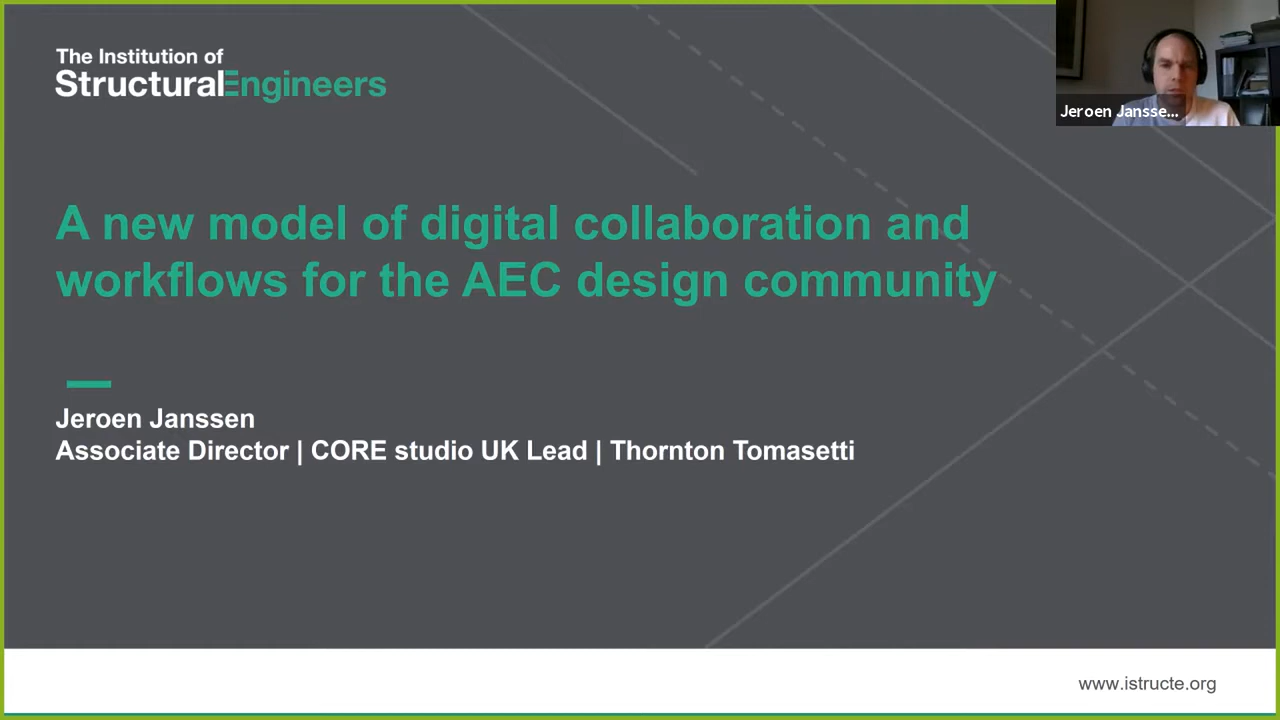 The Institution of
StructuralEngineers
Jeroen Jansse...
A new model of digital collaboration and
workflows for the AEC design community
Jeroen Janssen
Associate Director | CORE studio UK Lead | Thornton Tomasetti
www.istructe.org